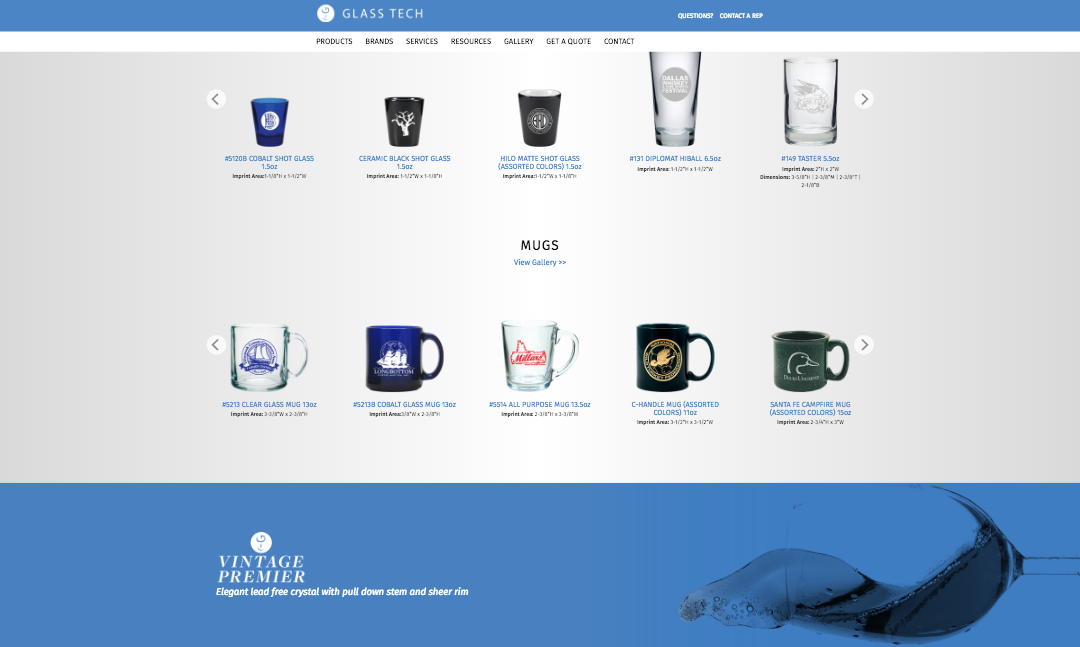 GLASS TECH
QUESTIONS? CONTACT A REP
PRODUCTS BRANDS SERVICES RESOURCES GALLERY GET A QUOTE CONTACT
DALLAS
FESTIVAL
#5120B COBALT SHOT GLASS
1.5oz
Imprint Area:1-1/8"H x 1-1/2"W
CERAMIC BLACK SHOT GLASS
1.5oz
Imprint Area: 1-1/2"W x 1-1/8"H
HILO MATTE SHOT GLASS
(ASSORTED COLORS) 1.5oz
Imprint Area:1-1/2"W x 1-1/8"H
#131 DIPLOMAT HIBALL 6.5oz
Imprint Area: 1-1/2"H x 1-1/2"W
#149 TASTER 5.5oz
Imprint Area: 2"H x 2"W
Dimensions: 3-5/8"H | 2-3/8"M | 2-3/8"T |
2-1/8"B
MUGS
View Gallery >>
LONGBOTTOM
Millers
#5213 CLEAR GLASS MUG 13oz
Imprint Area: 3-3/8"W x 2-3/8"H
#5213B COBALT GLASS MUG 13oz
Imprint Area:3/8"W x 2-3/8"H
#5514 ALL PURPOSE MUG 13.5oz
Imprint Area: 2-3/8"H x 3-3/8"W
C-HANDLE MUG (ASSORTED
COLORS) 11oz
Imprint Area: 3-1/2"H x 3-1/2"W
SANTA FE CAMPFIRE MUG
(ASSORTED COLORS) 15oz
Imprint Area: 2-3/4"H x 3"W
VINTAGE
PREMIER
Elegant lead free crystal with pull down stem and sheer rim